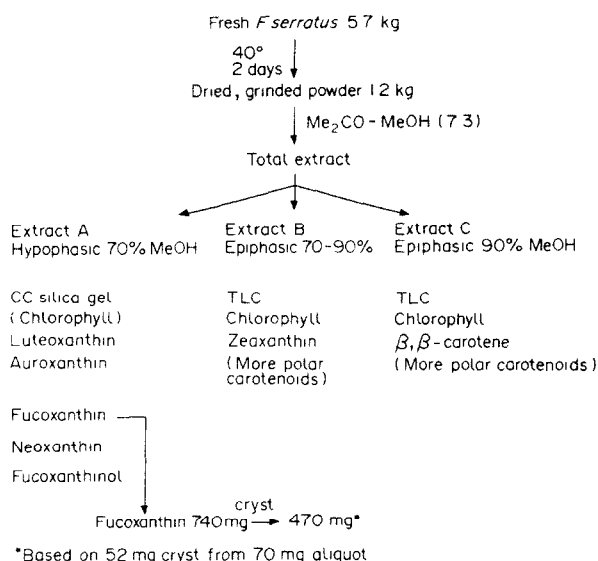 Fresh F serratus 5 7 kg
40°
2 days
Dried, grinded powder 1 2 kg
Me₂CO – MeOH (7 3)
Total extract
Extract A
Hypophasic 70% MeOH
Extract B
Epiphasic 70-90%
Extract C
Epiphasic 90% MeOH
CC silica gel
(Chlorophyll)
Luteoxanthin
Auroxanthin
TLC
Chlorophyll
Zeaxanthin
(More polar
carotenoids)
TLC
Chlorophyll
β,β-carotene
(More polar carotenoids)
Fucoxanthin
Neoxanthin
Fucoxanthinol
cryst
Fucoxanthin 740mg → 470 mg*
*Based on 52 mg cryst from 70 mg aliquot